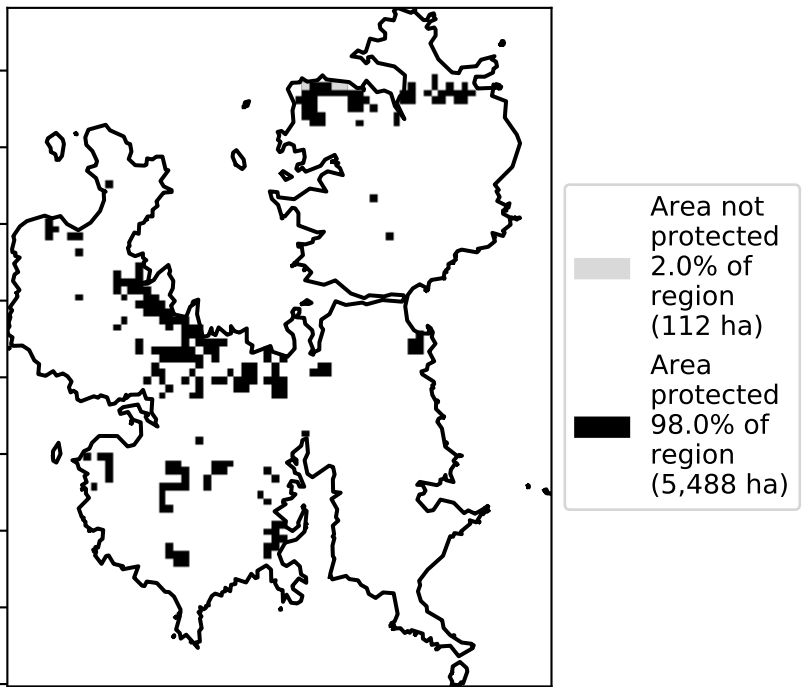 Area not
protected
2.0% of
region
(112 ha)
Area
protected
98.0% of
region
(5,488 ha)